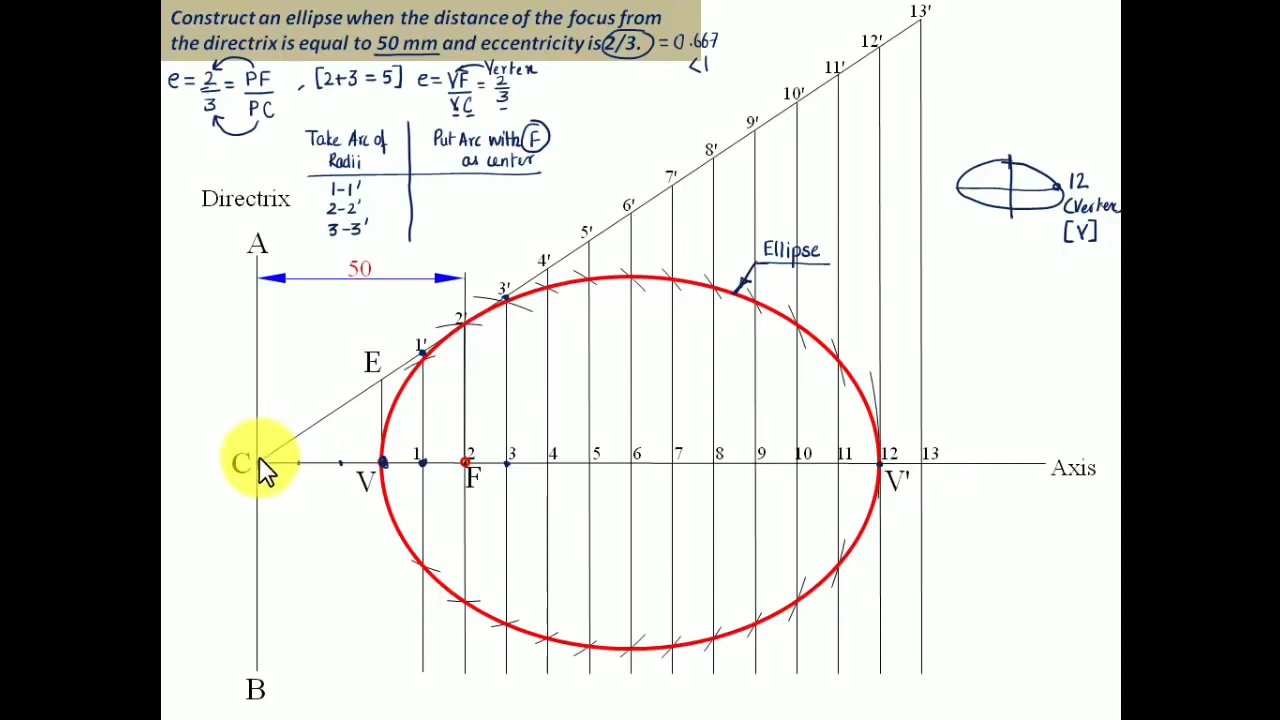 Construct an ellipse when the distance of the focus from
the directrix is equal to 50 mm and eccentricity is 2/3. = 0.667
<1
e = 2/3 = PF/PC , [2+3 = 5] e = VF/VC = 2/3
Vertex
Take Arc of Radii
Put Arc with F as center
1-1'
2-2'
3-3'
Directrix
A
50
E
1' 2' 3' 4' 5' 6' 7' 8' 9' 10' 11' 12' 13'
Ellipse
12
(Vertex
[V]
C
1 2 3 4 5 6 7 8 9 10 11 12 13
V F V' Axis
B